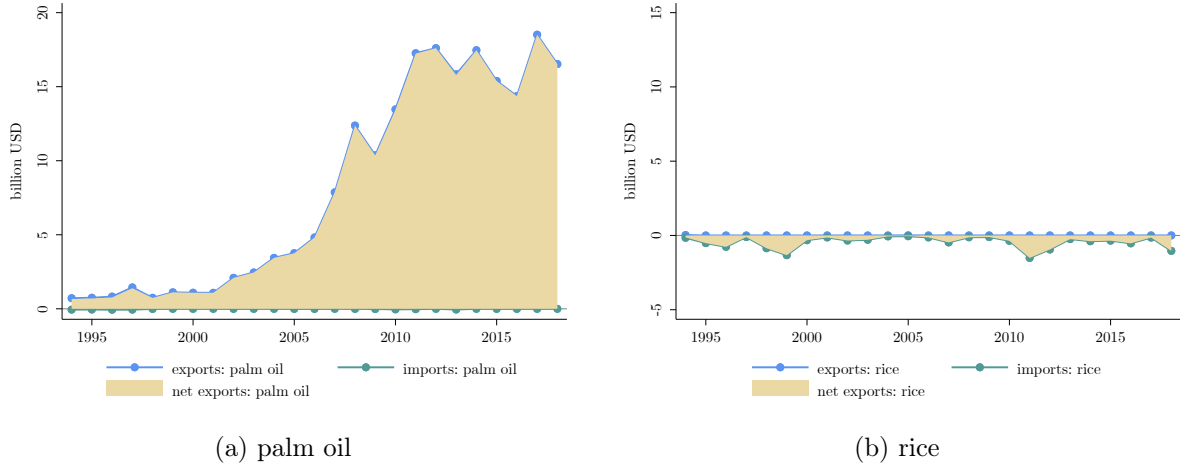 20
15
10
5
0
billion USD
1995 2000 2005 2010 2015
exports: palm oil imports: palm oil
net exports: palm oil
(a) palm oil
15
10
5
0
-5
billion USD
1995 2000 2005 2010 2015
exports: rice imports: rice
net exports: rice
(b) rice